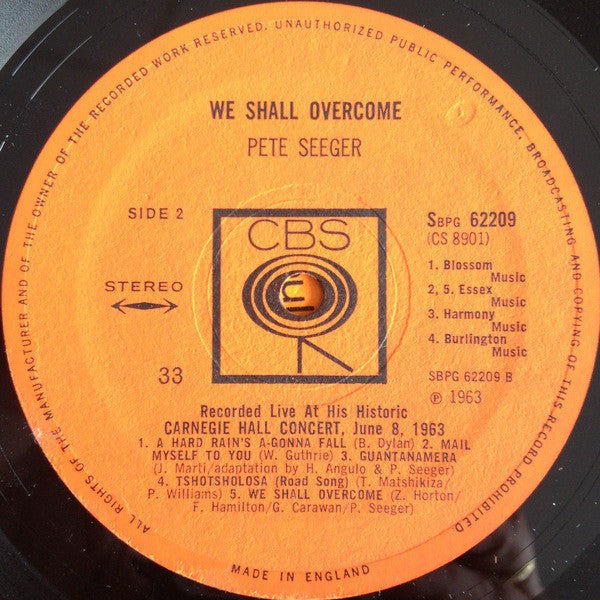 ALL RIGHTS OF THE MANUFACTURER AND OF THE OWNER OF THE RECORDED WORK RESERVED. UNAUTHORIZED PUBLIC PERFORMANCE, BROADCASTING AND COPYING OF THIS RECORD PROHIBITED
WE SHALL OVERCOME
PETE SEEGER
SIDE 2
STEREO
33
CBS
SBPG 62209
(CS 8901)
1. Blossom
Music
2, 5. Essex
Music
3. Harmony
Music
4. Burlington
Music
SBPG 62209 B
℗ 1963
Recorded Live At His Historic
CARNEGIE HALL CONCERT, June 8, 1963
1. A HARD RAIN'S A-GONNA FALL (B. Dylan) 2. MAIL
MYSELF TO YOU (W. Guthrie) 3. GUANTANAMERA
(J. Marti/adaptation by H. Angulo & P. Seeger)
4. TSHOTSHOLOSA (Road Song) (T. Matshikiza/
P. Williams) 5. WE SHALL OVERCOME (Z. Horton/
F. Hamilton/G. Carawan/P. Seeger)
MADE IN ENGLAND